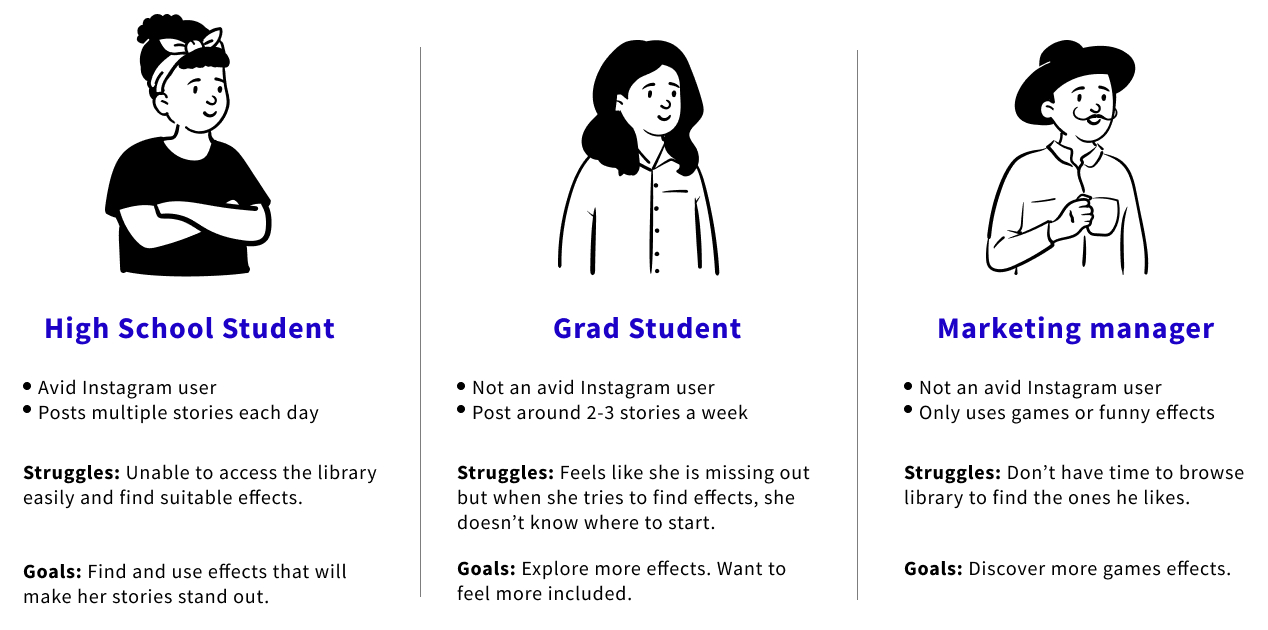 High School Student
• Avid Instagram user
• Posts multiple stories each day
Struggles: Unable to access the library
easily and find suitable effects.
Goals: Find and use effects that will
make her stories stand out.
Grad Student
• Not an avid Instagram user
• Post around 2-3 stories a week
Struggles: Feels like she is missing out
but when she tries to find effects, she
doesn’t know where to start.
Goals: Explore more effects. Want to
feel more included.
Marketing manager
• Not an avid Instagram user
• Only uses games or funny effects
Struggles: Don’t have time to browse
library to find the ones he likes.
Goals: Discover more games effects.